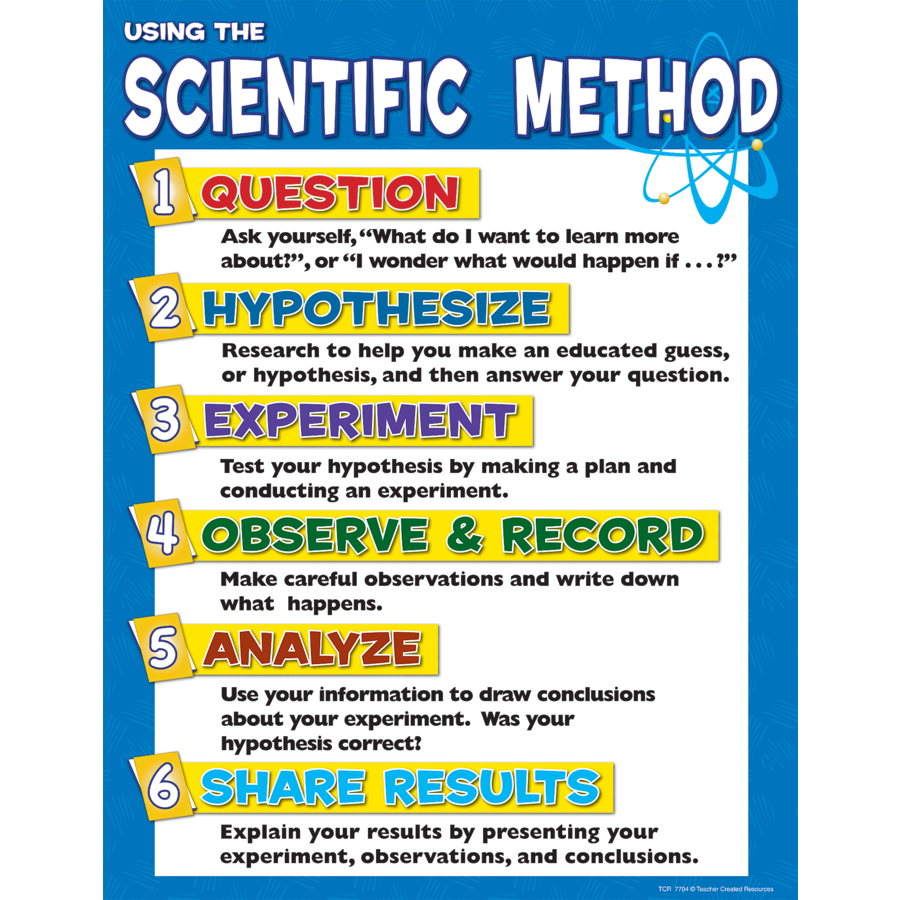 USING THE
SCIENTIFIC METHOD
1 QUESTION
Ask yourself, “What do I want to learn more
about?”, or “I wonder what would happen if . . . ?”
2 HYPOTHESIZE
Research to help you make an educated guess,
or hypothesis, and then answer your question.
3 EXPERIMENT
Test your hypothesis by making a plan and
conducting an experiment.
4 OBSERVE & RECORD
Make careful observations and write down
what happens.
5 ANALYZE
Use your information to draw conclusions
about your experiment. Was your
hypothesis correct?
6 SHARE RESULTS
Explain your results by presenting your
experiment, observations, and conclusions.
TCR 7704 © Teacher Created Resources